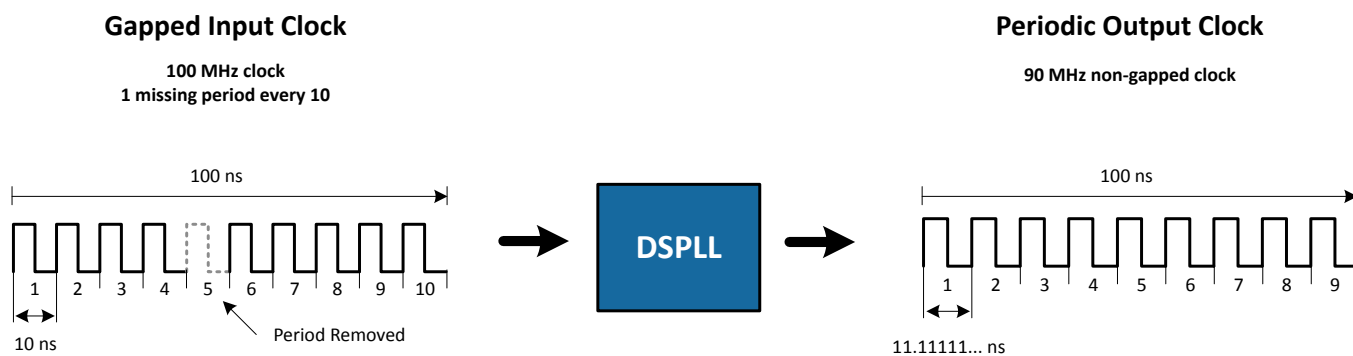 Gapped Input Clock
100 MHz clock
1 missing period every 10
100 ns
1 2 3 4 5 6 7 8 9 10
10 ns
Period Removed
DSPLL
Periodic Output Clock
90 MHz non-gapped clock
100 ns
1 2 3 4 5 6 7 8 9
11.11111... ns